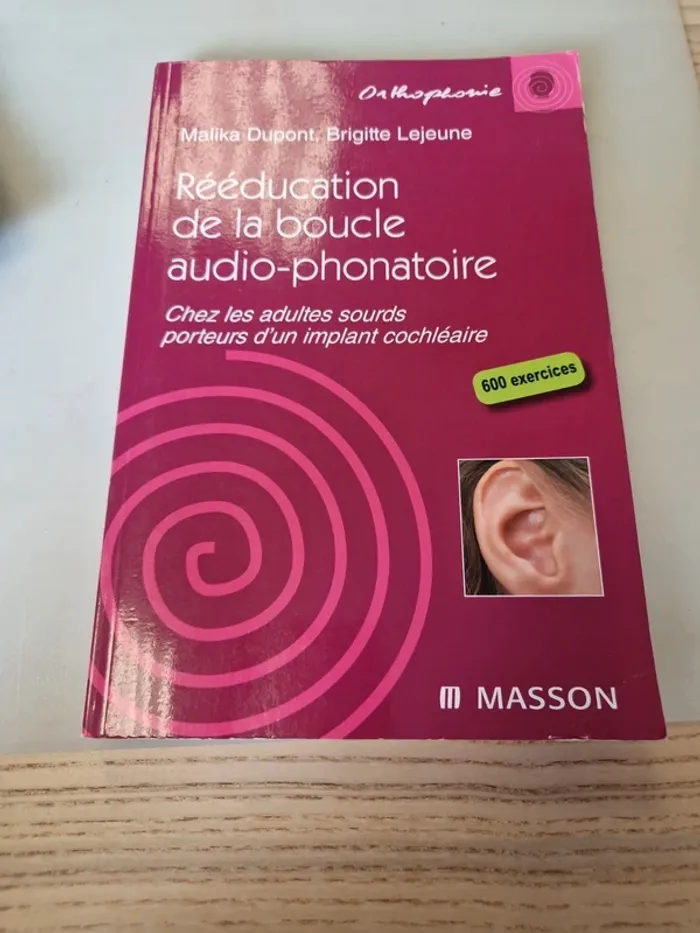 Orthophonie
Malika Dupont, Brigitte Lejeune
Rééducation
de la boucle
audio-phonatoire
Chez les adultes sourds
porteurs d'un implant cochléaire
600 exercices
MASSON